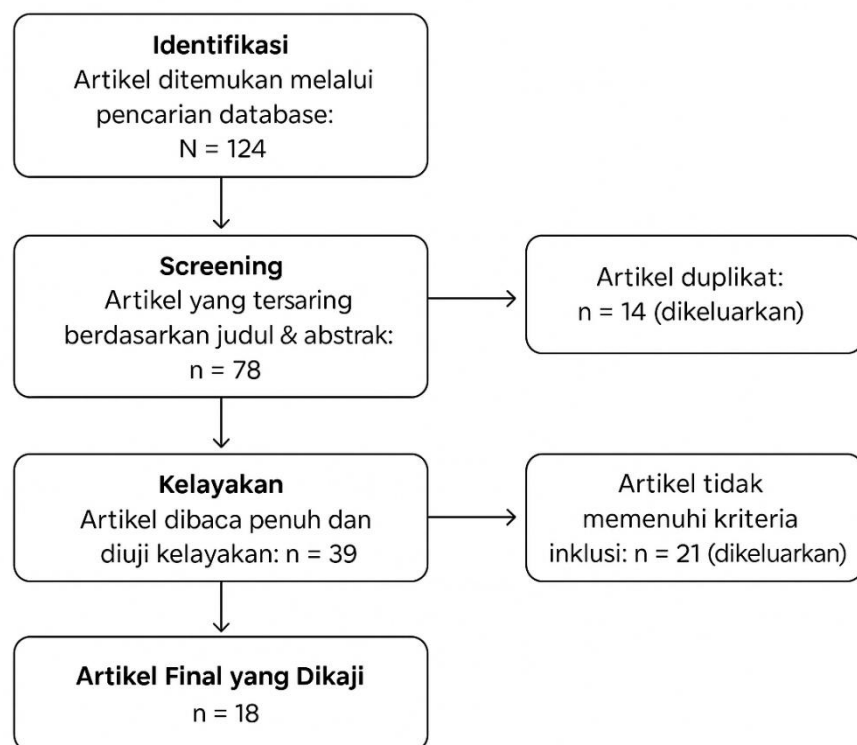 Identifikasi
Artikel ditemukan melalui
pencarian database:
N = 124
Screening
Artikel yang tersaring
berdasarkan judul & abstrak:
n = 78
Artikel duplikat:
n = 14 (dikeluarkan)
Kelayakan
Artikel dibaca penuh dan
diuji kelayakan: n = 39
Artikel tidak
memenuhi kriteria
inklusi: n = 21 (dikeluarkan)
Artikel Final yang Dikaji
n = 18